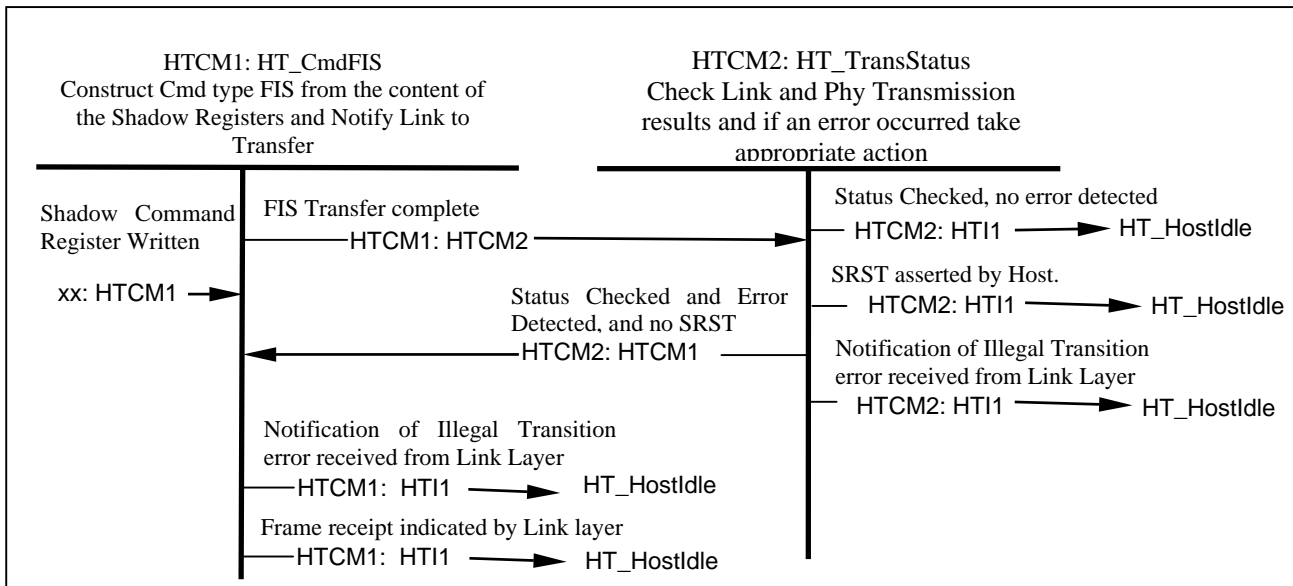 HTCM1: HT_CmdFIS
Construct Cmd type FIS from the content of
the Shadow Registers and Notify Link to
Transfer
HTCM2: HT_TransStatus
Check Link and Phy Transmission
results and if an error occurred take
appropriate action
Shadow Command
Register Written
xx: HTCM1
FIS Transfer complete
HTCM1: HTCM2
Status Checked and Error
Detected, and no SRST
HTCM2: HTCM1
Notification of Illegal Transition
error received from Link Layer
HTCM1: HTI1
HT_HostIdle
Frame receipt indicated by Link layer
HTCM1: HTI1
HT_HostIdle
Status Checked, no error detected
HTCM2: HTI1
HT_HostIdle
SRST asserted by Host.
HTCM2: HTI1
HT_HostIdle
Notification of Illegal Transition
error received from Link Layer
HTCM2: HTI1
HT_HostIdle